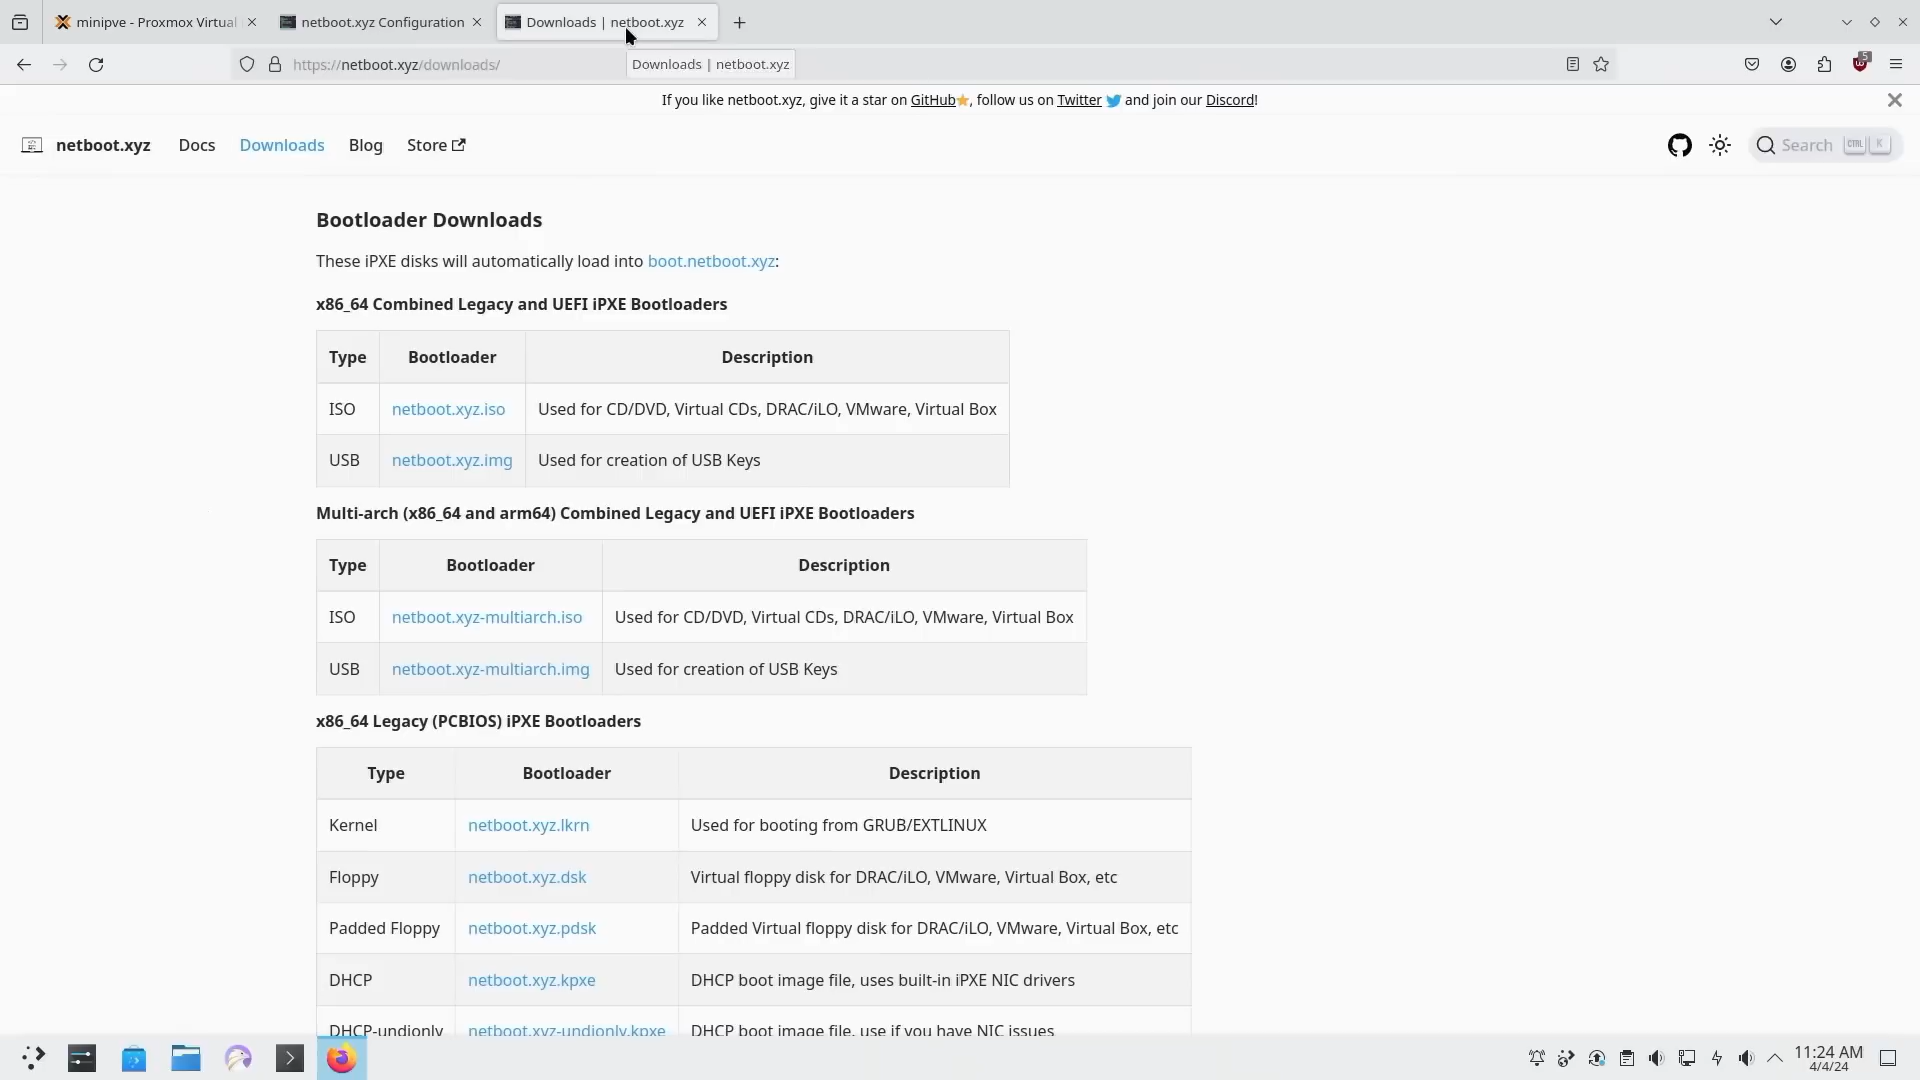 minipve - Proxmox Virtual
netboot.xyz Configuration
Downloads | netboot.xyz
https://netboot.xyz/downloads/
Downloads | netboot.xyz
5
If you like netboot.xyz, give it a star on GitHub⭐, follow us on Twitter and join our Discord!
netboot.xyz
Docs
Downloads
Blog
Store
Search
CTRL
K
Bootloader Downloads
These iPXE disks will automatically load into boot.netboot.xyz:
x86_64 Combined Legacy and UEFI iPXE Bootloaders
Type Bootloader Description
ISO netboot.xyz.iso Used for CD/DVD, Virtual CDs, DRAC/iLO, VMware, Virtual Box
USB netboot.xyz.img Used for creation of USB Keys
Multi-arch (x86_64 and arm64) Combined Legacy and UEFI iPXE Bootloaders
Type Bootloader Description
ISO netboot.xyz-multiarch.iso Used for CD/DVD, Virtual CDs, DRAC/iLO, VMware, Virtual Box
USB netboot.xyz-multiarch.img Used for creation of USB Keys
x86_64 Legacy (PCBIOS) iPXE Bootloaders
Type Bootloader Description
Kernel netboot.xyz.lkrn Used for booting from GRUB/EXTLINUX
Floppy netboot.xyz.dsk Virtual floppy disk for DRAC/iLO, VMware, Virtual Box, etc
Padded Floppy netboot.xyz.pdsk Padded Virtual floppy disk for DRAC/iLO, VMware, Virtual Box, etc
DHCP netboot.xyz.kpxe DHCP boot image file, uses built-in iPXE NIC drivers
DHCP-undionly netboot.xyz-undionly.kpxe DHCP boot image file, use if you have NIC issues
11:24 AM
4/4/24